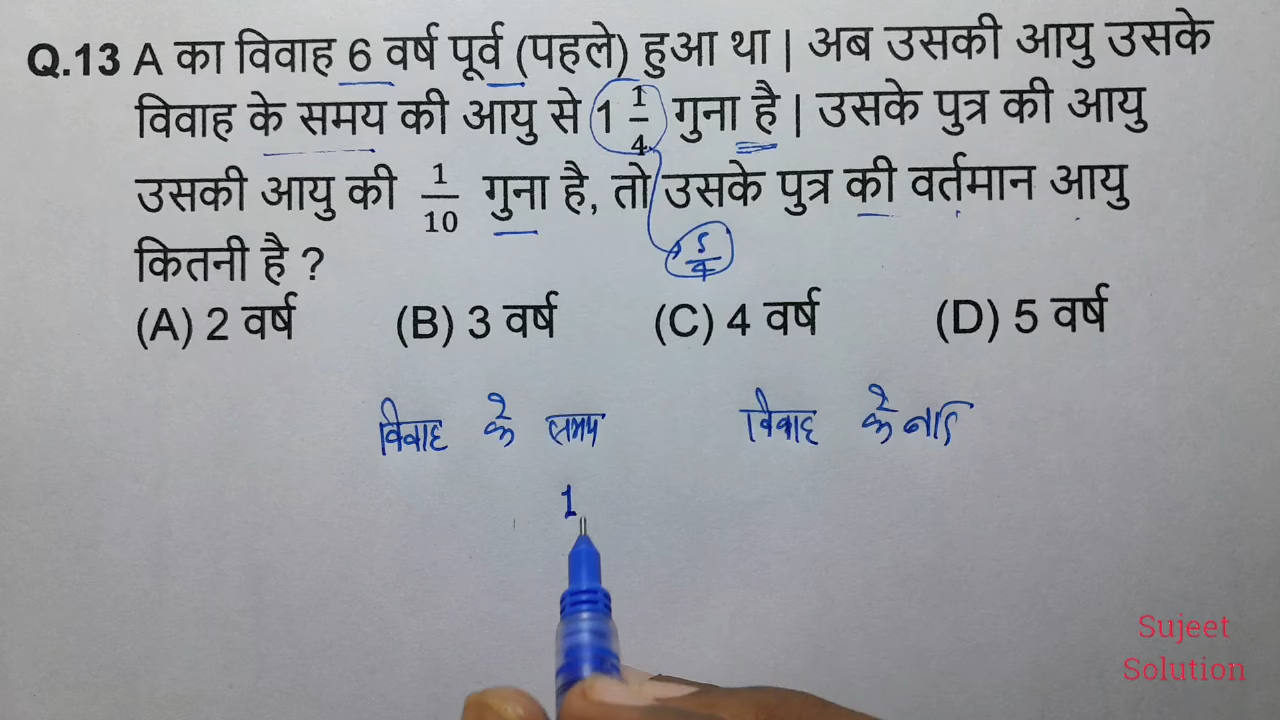 Q.13 A का विवाह 6 वर्ष पूर्व (पहले) हुआ था | अब उसकी आयु उसके
विवाह के समय की आयु से 1 1/4 गुना है | उसके पुत्र की आयु
उसकी आयु की 1/10 गुना है, तो उसके पुत्र की वर्तमान आयु
कितनी है ?
5/4
(A) 2 वर्ष (B) 3 वर्ष (C) 4 वर्ष (D) 5 वर्ष
विवाह के समय विवाह के बाद
1
Sujeet
Solution